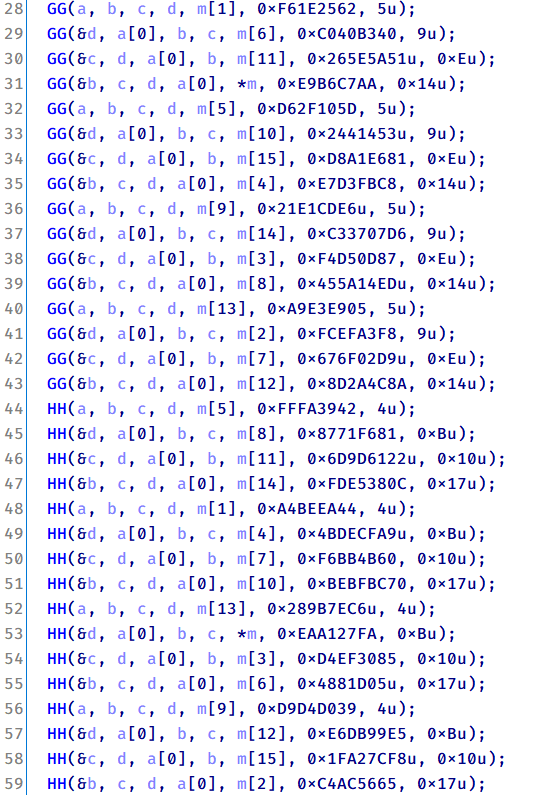 28 GG(a, b, c, d, m[1], 0xF61E2562, 5u);
29 GG(&d, a[0], b, c, m[6], 0xC040B340, 9u);
30 GG(&c, d, a[0], b, m[11], 0x265E5A51u, 0xEu);
31 GG(&b, c, d, a[0], *m, 0xE9B6C7AA, 0x14u);
32 GG(a, b, c, d, m[5], 0xD62F105D, 5u);
33 GG(&d, a[0], b, c, m[10], 0x2441453u, 9u);
34 GG(&c, d, a[0], b, m[15], 0xD8A1E681, 0xEu);
35 GG(&b, c, d, a[0], m[4], 0xE7D3FBC8, 0x14u);
36 GG(a, b, c, d, m[9], 0x21E1CDE6u, 5u);
37 GG(&d, a[0], b, c, m[14], 0xC33707D6, 9u);
38 GG(&c, d, a[0], b, m[3], 0xF4D50D87, 0xEu);
39 GG(&b, c, d, a[0], m[8], 0x455A14EDu, 0x14u);
40 GG(a, b, c, d, m[13], 0xA9E3E905, 5u);
41 GG(&d, a[0], b, c, m[2], 0xFCEFA3F8, 9u);
42 GG(&c, d, a[0], b, m[7], 0x676F02D9u, 0xEu);
43 GG(&b, c, d, a[0], m[12], 0x8D2A4C8A, 0x14u);
44 HH(a, b, c, d, m[5], 0xFFFA3942, 4u);
45 HH(&d, a[0], b, c, m[8], 0x8771F681, 0xBu);
46 HH(&c, d, a[0], b, m[11], 0x6D9D6122u, 0x10u);
47 HH(&b, c, d, a[0], m[14], 0xFDE5380C, 0x17u);
48 HH(a, b, c, d, m[1], 0xA4BEEA44, 4u);
49 HH(&d, a[0], b, c, m[4], 0x4BDECFA9u, 0xBu);
50 HH(&c, d, a[0], b, m[7], 0xF6BB4B60, 0x10u);
51 HH(&b, c, d, a[0], m[10], 0xBEBFBC70, 0x17u);
52 HH(a, b, c, d, m[13], 0x289B7EC6u, 4u);
53 HH(&d, a[0], b, c, *m, 0xEAA127FA, 0xBu);
54 HH(&c, d, a[0], b, m[3], 0xD4EF3085, 0x10u);
55 HH(&b, c, d, a[0], m[6], 0x4881D05u, 0x17u);
56 HH(a, b, c, d, m[9], 0xD9D4D039, 4u);
57 HH(&d, a[0], b, c, m[12], 0xE6DB99E5, 0xBu);
58 HH(&c, d, a[0], b, m[15], 0x1FA27CF8u, 0x10u);
59 HH(&b, c, d, a[0], m[2], 0xC4AC5665, 0x17u);